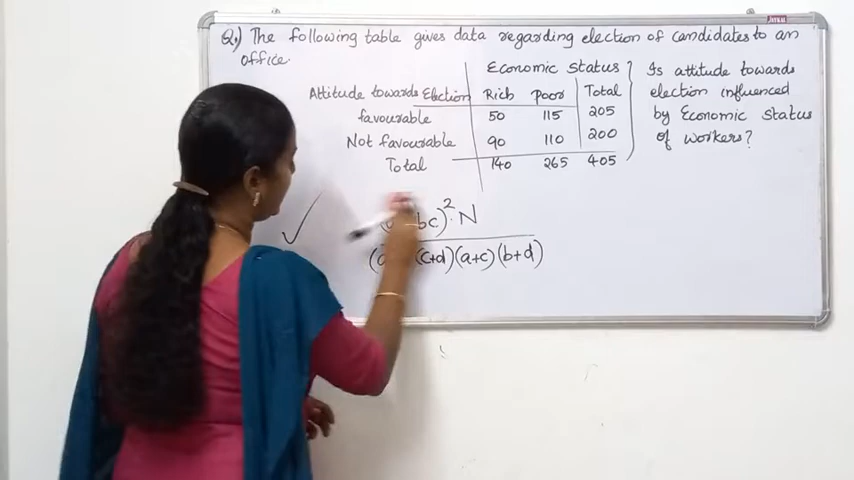 Q.) The following table gives data regarding election of candidates to an
office.
Economic Status
Attitude towards Election Rich Poor Total
favourable 50 115 205
Not favourable 90 110 200
Total 140 265 405
Is attitude towards
election influenced
by Economic Status
of workers?
bc)² . N
(c+d)(a+c)(b+d)